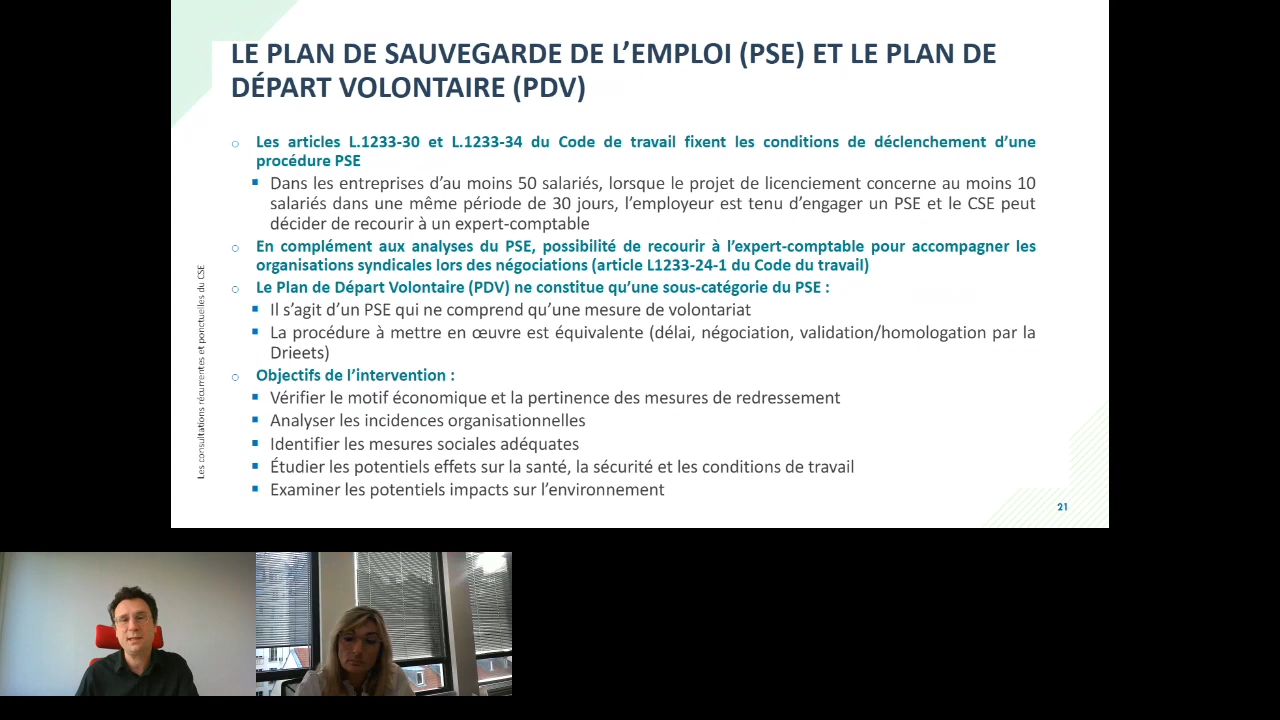 LE PLAN DE SAUVEGARDE DE L’EMPLOI (PSE) ET LE PLAN DE
DÉPART VOLONTAIRE (PDV)
Les articles L.1233-30 et L.1233-34 du Code de travail fixent les conditions de déclenchement d’une
procédure PSE
Dans les entreprises d’au moins 50 salariés, lorsque le projet de licenciement concerne au moins 10
salariés dans une même période de 30 jours, l’employeur est tenu d’engager un PSE et le CSE peut
décider de recourir à un expert-comptable
En complément aux analyses du PSE, possibilité de recourir à l’expert-comptable pour accompagner les
organisations syndicales lors des négociations (article L1233-24-1 du Code du travail)
Le Plan de Départ Volontaire (PDV) ne constitue qu’une sous-catégorie du PSE :
Il s’agit d’un PSE qui ne comprend qu’une mesure de volontariat
La procédure à mettre en œuvre est équivalente (délai, négociation, validation/homologation par la
Drieets)
Objectifs de l’intervention :
Vérifier le motif économique et la pertinence des mesures de redressement
Analyser les incidences organisationnelles
Identifier les mesures sociales adéquates
Étudier les potentiels effets sur la santé, la sécurité et les conditions de travail
Examiner les potentiels impacts sur l’environnement
Les consultations récurrentes et ponctuelles du CSE
21